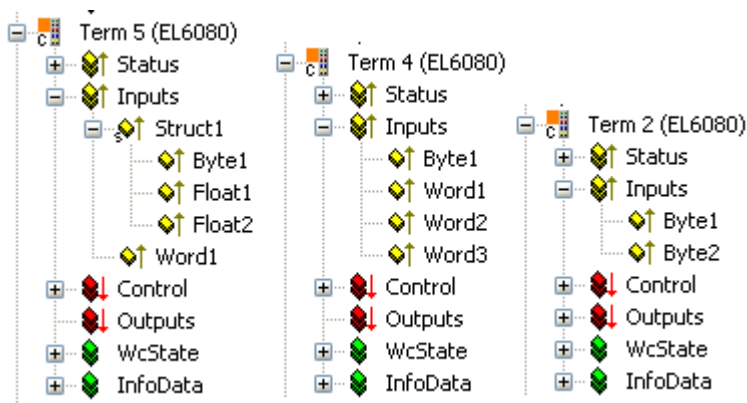 Term 5 (EL6080)
Status
Inputs
Struct1
Byte1
Float1
Float2
Word1
Control
Outputs
WcState
InfoData
Term 4 (EL6080)
Status
Inputs
Byte1
Word1
Word2
Word3
Control
Outputs
WcState
InfoData
Term 2 (EL6080)
Status
Inputs
Byte1
Byte2
Control
Outputs
WcState
InfoData